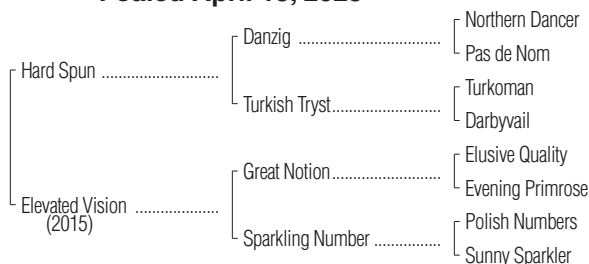 April
Northern Dancer
Danzig ....................................
Pas de Nom
Hard Spun .............................
Turkoman
Turkish Tryst...........................
Darbyvail
Elusive Quality
Great Notion...........................
Evening Primrose
Elevated Vision .....................
(2015)
Polish Numbers
Sparkling Number ................
Sunny Sparkler